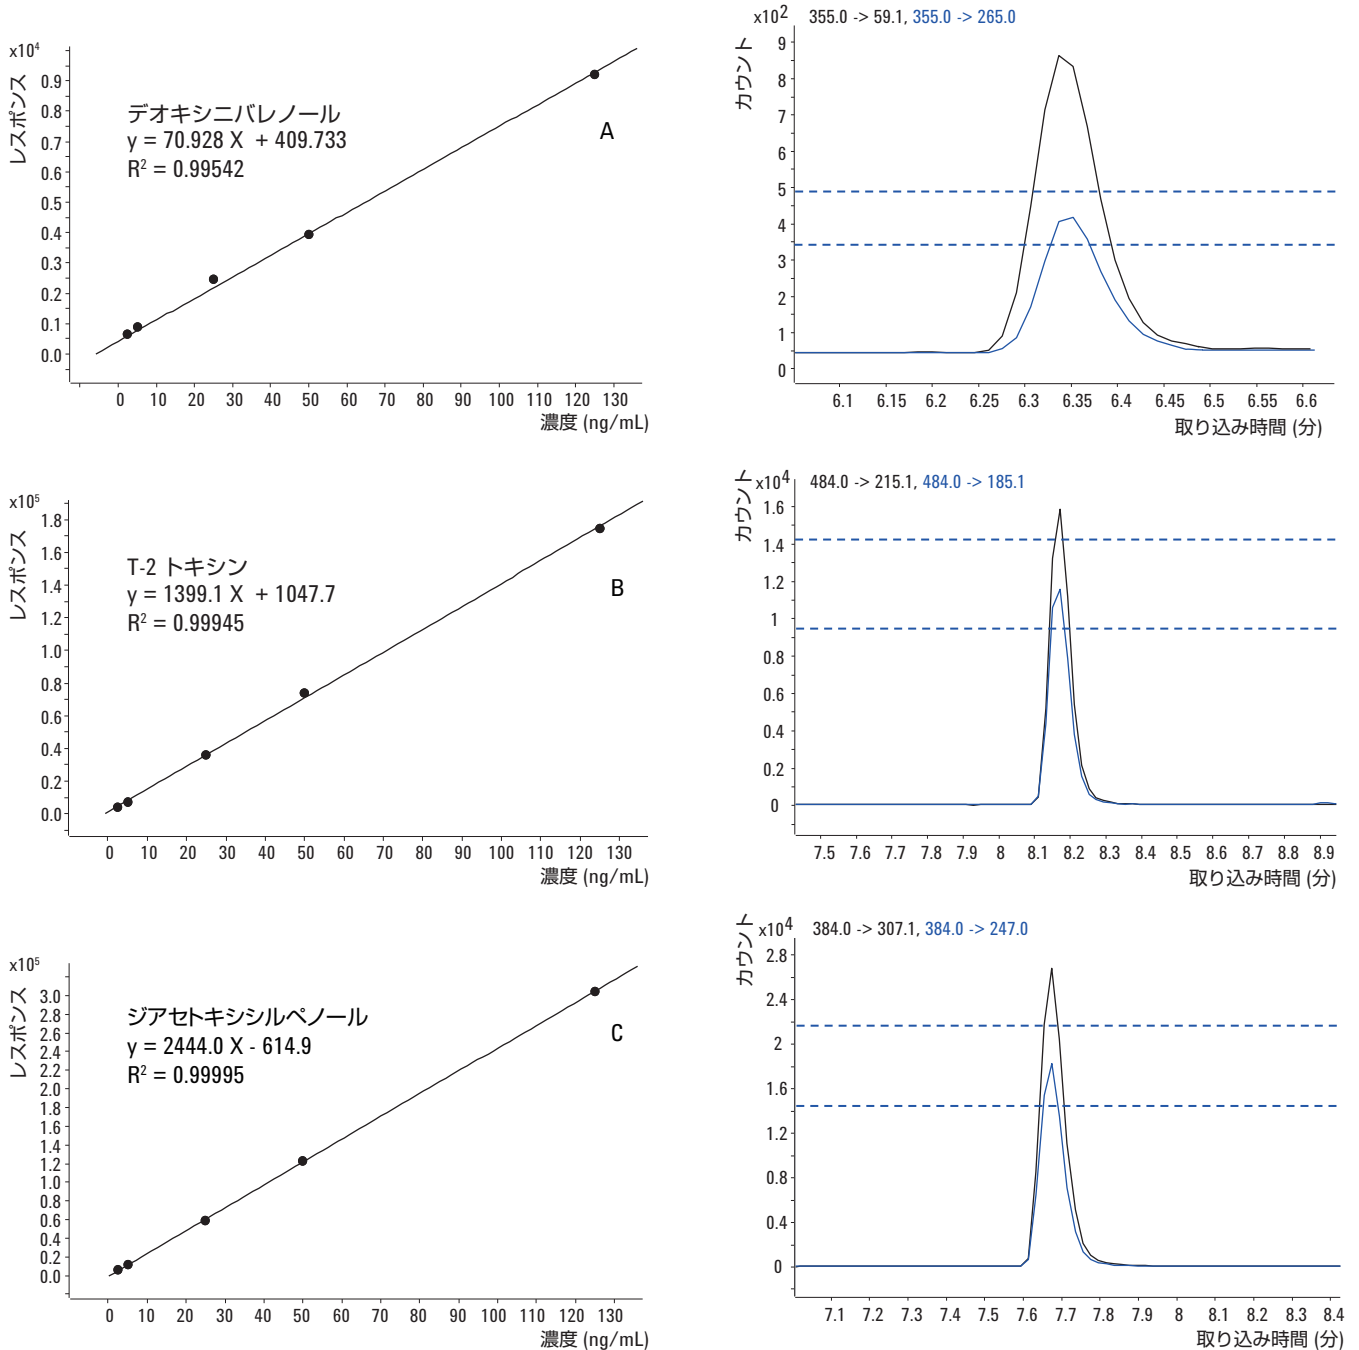 x10⁴
レスポンス
0.9
0.8
0.7
0.6
0.5
0.4
0.3
0.2
0.1
0.0
デオキシニバレノール
y = 70.928 X + 409.733
R² = 0.99542
A
0 10 20 30 40 50 60 70 80 90 100 110 120 130
濃度 (ng/mL)
x10² 355.0 -> 59.1, 355.0 -> 265.0
カウント
9
8
7
6
5
4
3
2
1
0
6.1 6.15 6.2 6.25 6.3 6.35 6.4 6.45 6.5 6.55 6.6
取り込み時間 (分)
x10⁵
レスポンス
1.8
1.6
1.4
1.2
1.0
0.8
0.6
0.4
0.2
0.0
T-2 トキシン
y = 1399.1 X + 1047.7
R² = 0.99945
B
0 10 20 30 40 50 60 70 80 90 100 110 120 130
濃度 (ng/mL)
x10⁴ 484.0 -> 215.1, 484.0 -> 185.1
カウント
1.6
1.4
1.2
1
0.8
0.6
0.4
0.2
0
7.5 7.6 7.7 7.8 7.9 8 8.1 8.2 8.3 8.4 8.5 8.6 8.7 8.8 8.9
取り込み時間 (分)
x10⁵
レスポンス
3.0
2.8
2.6
2.4
2.2
2.0
1.8
1.6
1.4
1.2
1.0
0.8
0.6
0.4
0.2
0.0
ジアセトキシシルペノール
y = 2444.0 X - 614.9
R² = 0.99995
C
0 10 20 30 40 50 60 70 80 90 100 110 120 130
濃度 (ng/mL)
x10⁴ 384.0 -> 307.1, 384.0 -> 247.0
カウント
2.8
2.4
2
1.6
1.2
0.8
0.4
0
7.1 7.2 7.3 7.4 7.5 7.6 7.7 7.8 7.9 8 8.1 8.2 8.3 8.4
取り込み時間 (分)